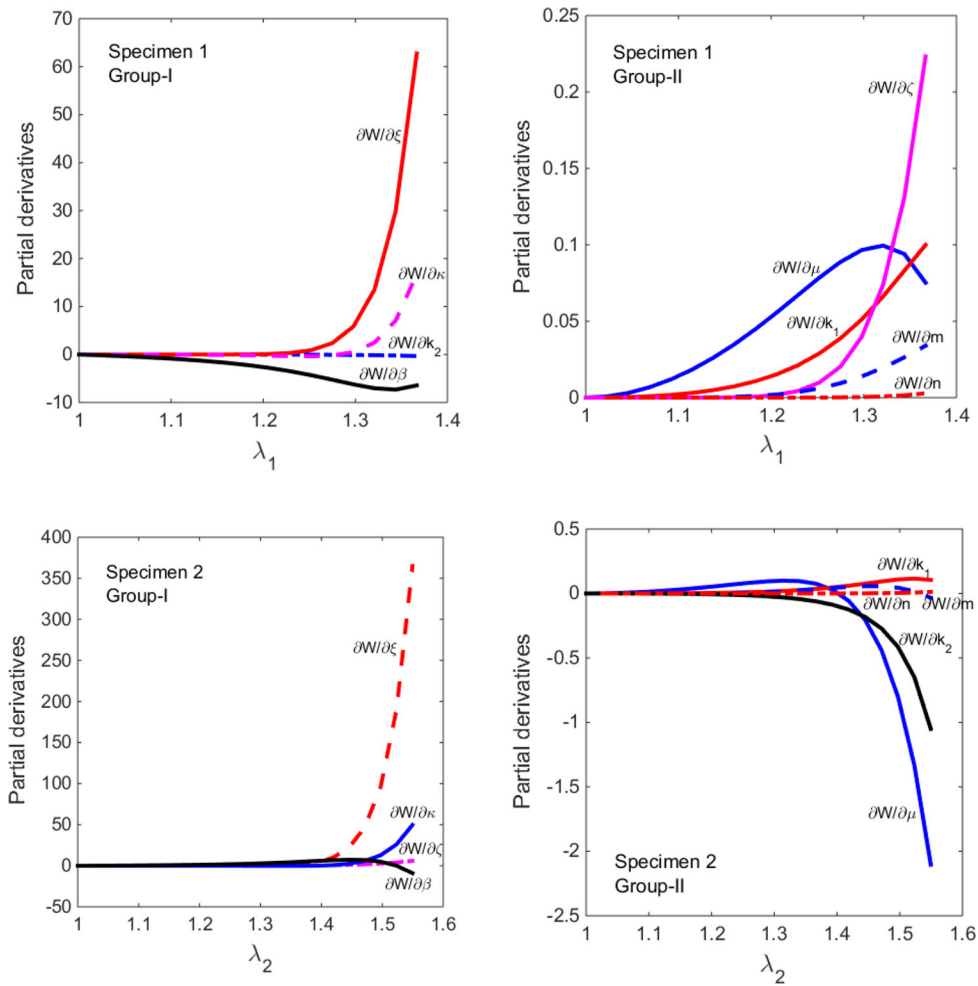 Specimen 1
Group-I
∂W/∂ξ
∂W/∂κ
∂W/∂k2
∂W/∂β
70
60
50
40
30
20
10
0
-10
1
1.1
1.2
1.3
1.4
Partial derivatives
λ1
Specimen 1
Group-II
∂W/∂ζ
∂W/∂μ
∂W/∂k1
∂W/∂m
∂W/∂n
0.25
0.2
0.15
0.1
0.05
0
1
1.1
1.2
1.3
1.4
Partial derivatives
λ1
Specimen 2
Group-I
∂W/∂ξ
∂W/∂κ
∂W/∂ζ
∂W/∂β
400
350
300
250
200
150
100
50
0
-50
1
1.1
1.2
1.3
1.4
1.5
1.6
Partial derivatives
λ2
∂W/∂k1
∂W/∂n
∂W/∂m
∂W/∂k2
∂W/∂μ
Specimen 2
Group-II
0.5
0
-0.5
-1
-1.5
-2
-2.5
1
1.1
1.2
1.3
1.4
1.5
1.6
Partial derivatives
λ2